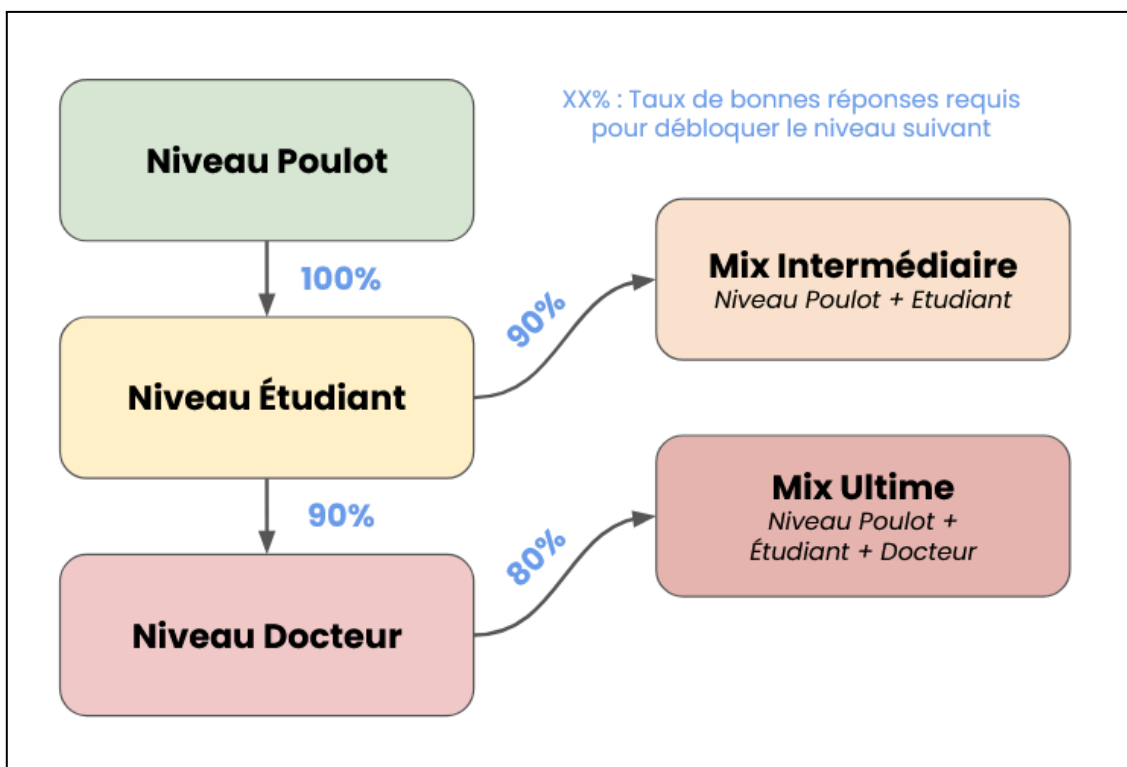 XX% : Taux de bonnes réponses requis
pour débloquer le niveau suivant
Niveau Poulot
100%
Niveau Étudiant
90%
Mix Intermédiaire
Niveau Poulot + Etudiant
90%
Niveau Docteur
80%
Mix Ultime
Niveau Poulot +
Étudiant + Docteur